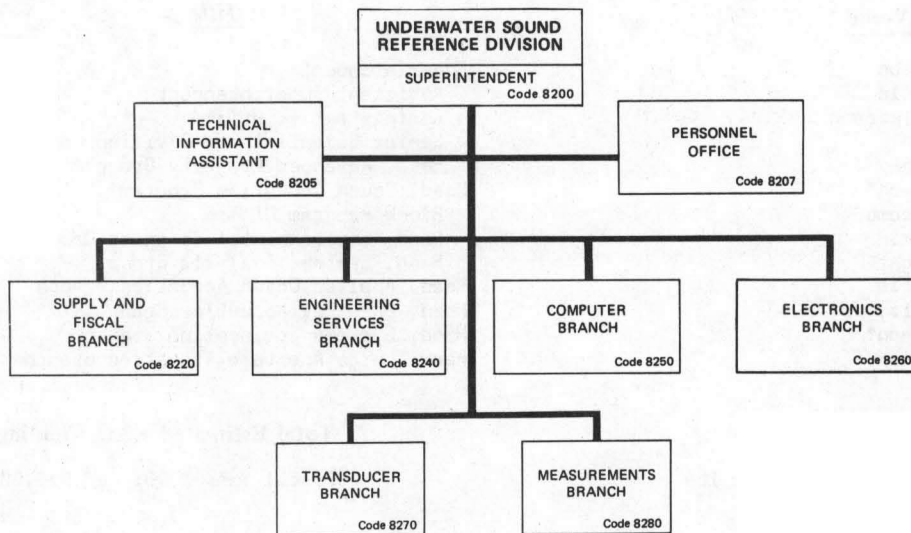 UNDERWATER SOUND
REFERENCE DIVISION
SUPERINTENDENT
Code 8200
TECHNICAL
INFORMATION
ASSISTANT
Code 8205
PERSONNEL
OFFICE
Code 8207
SUPPLY AND
FISCAL
BRANCH
Code 8220
ENGINEERING
SERVICES
BRANCH
Code 8240
COMPUTER
BRANCH
Code 8250
ELECTRONICS
BRANCH
Code 8260
TRANSDUCER
BRANCH
Code 8270
MEASUREMENTS
BRANCH
Code 8280